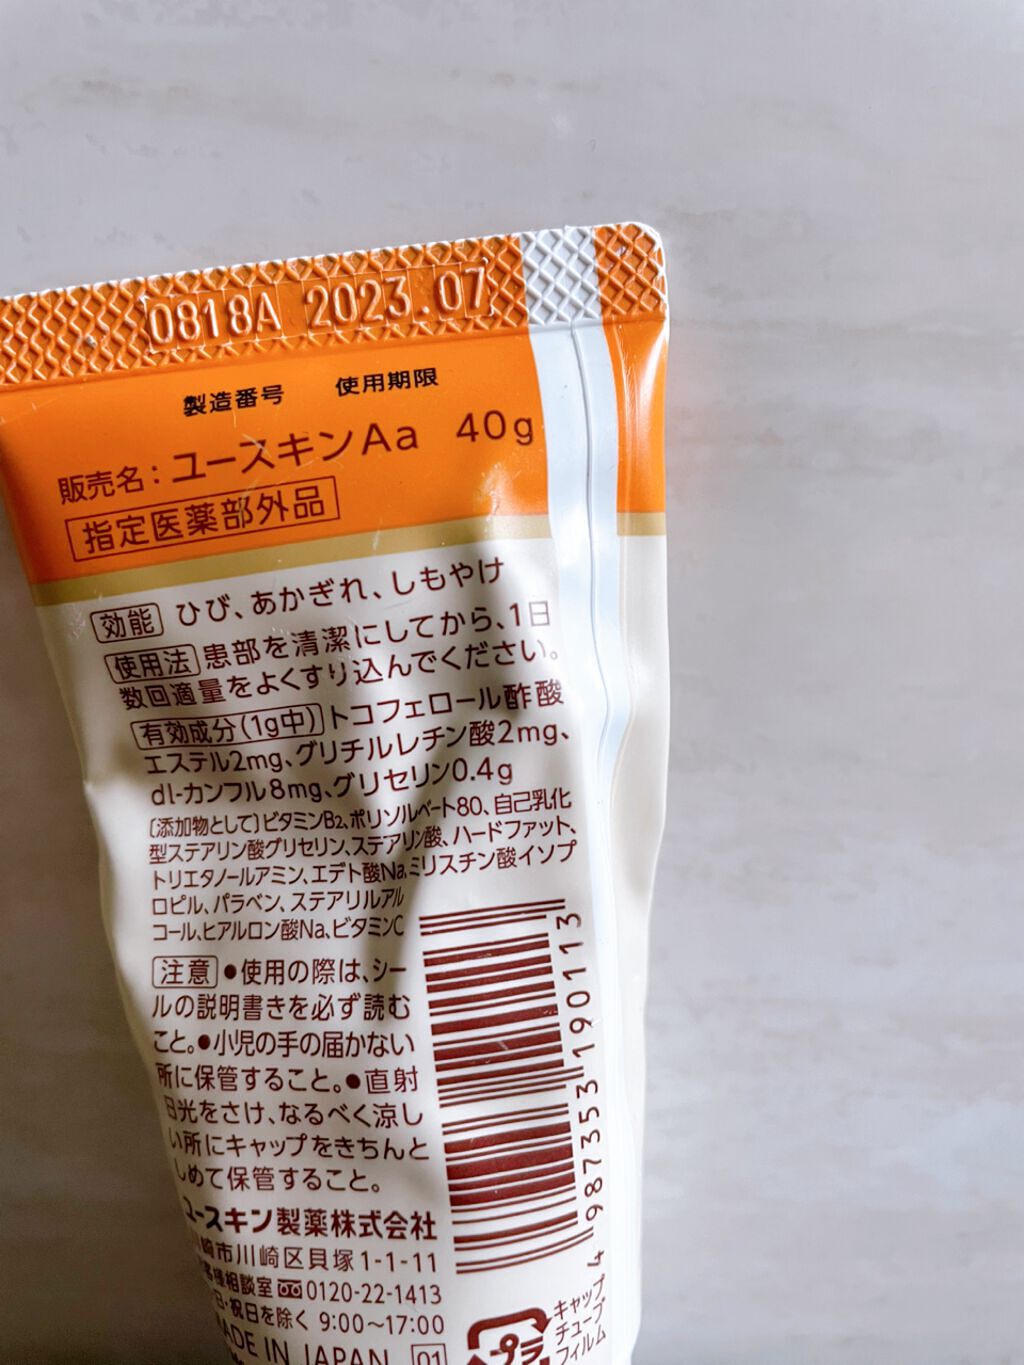 0818A 2023.07
製造番号 使用期限
販売名:ユースキンAa 40g
指定医薬部外品
効能 ひび、あかぎれ、しもやけ
使用法 患部を清潔にしてから、1日
数回適量をよくすり込んでください。
有効成分(1g中) トコフェロール酢酸
エステル2mg、グリチルレチン酸2mg、
dl-カンフル8mg、グリセリン0.4g
〔添加物として〕ビタミンB2、ポリソルベート80、自己乳化
型ステアリン酸グリセリン、ステアリン酸、ハードファット、
トリエタノールアミン、エデト酸Na、ミリスチン酸イソプ
ロピル、パラベン、ステアリルアル
コール、ヒアルロン酸Na、ビタミンC
注意 ●使用の際は、シー
ルの説明書きを必ず読む
こと。●小児の手の届かない
所に保管すること。●直射
日光をさけ、なるべく涼し
い所にキャップをきちんと
しめて保管すること。
ユースキン製薬株式会社
崎市川崎区貝塚1-1-11
客様相談室 0120-22-1413
日・祝日を除く 9:00〜17:00
MADE IN JAPAN 01
4 987353 190113
プラ
キャップ
チューブ
フィルム